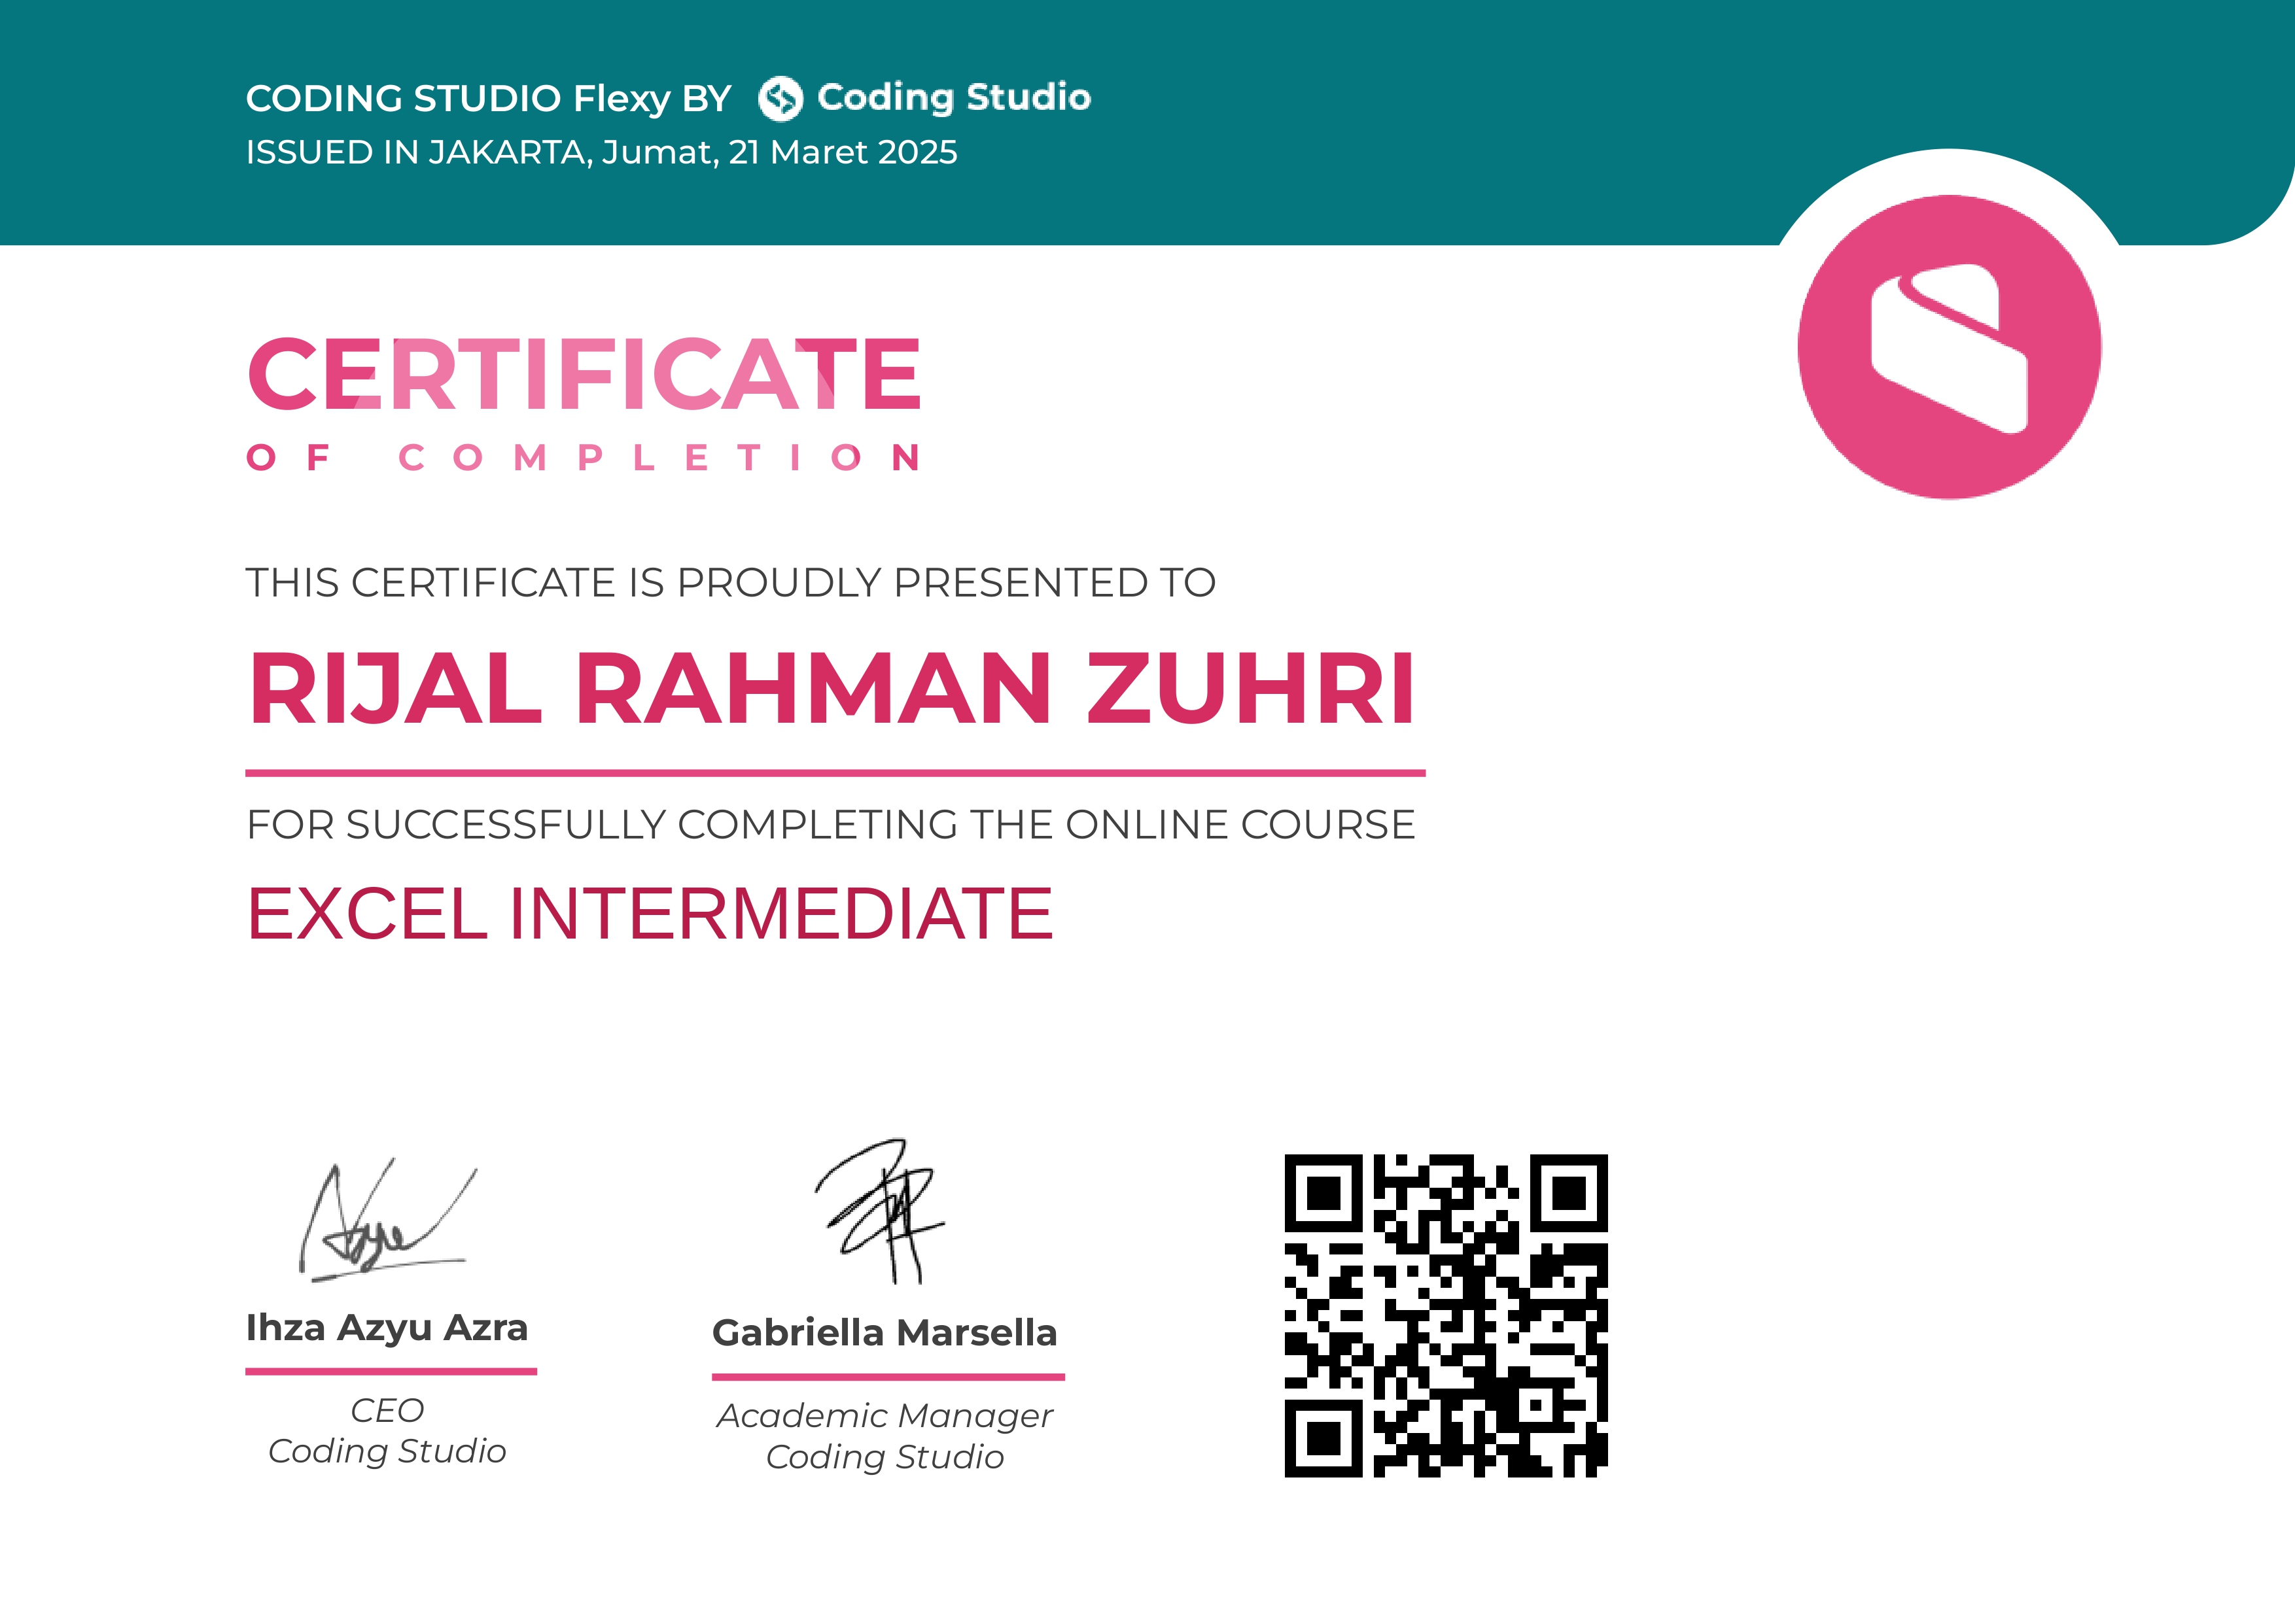 CODING STUDIO Flexy BY Coding Studio
ISSUED IN JAKARTA, Jumat, 21 Maret 2025
CERTIFICATE
OF COMPLETION
THIS CERTIFICATE IS PROUDLY PRESENTED TO
RIJAL RAHMAN ZUHRI
FOR SUCCESSFULLY COMPLETING THE ONLINE COURSE
EXCEL INTERMEDIATE
Azyu
Ihza Azyu Azra
CEO
Coding Studio
Gabriella Marsella
Academic Manager
Coding Studio